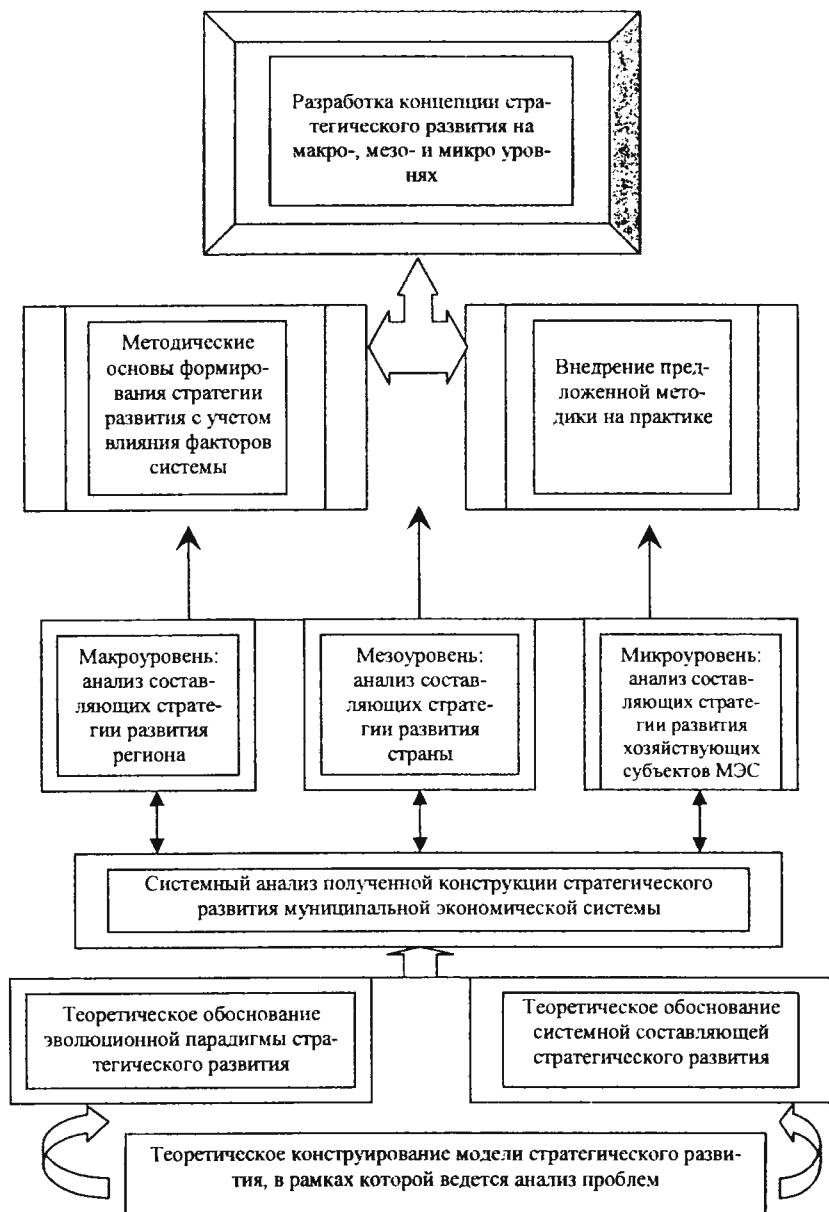 Разработка концепции стра-
тегического развития на
макро-, мезо- и микро уров-
нях
Методические
основы формиро-
вания стратегии
развития с учетом
влияния факторов
системы
Внедрение пред-
ложенной мето-
дики на практике
Макроуровень:
анализ состав-
ляющих страте-
гии развития
региона
Мезоуровень:
анализ состав-
ляющих страте-
гии развития
страны
Микроуровень:
анализ состав-
ляющих страте-
гии развития
хозяйствующих
субъектов МЭС
Системный анализ полученной конструкции стратегического
развития муниципальной экономической системы
Теоретическое обоснование
эволюционной парадигмы стра-
тегического развития
Теоретическое обоснование
системной составляющей
стратегического развития
Теоретическое конструирование модели стратегического разви-
тия, в рамках которой ведется анализ проблем